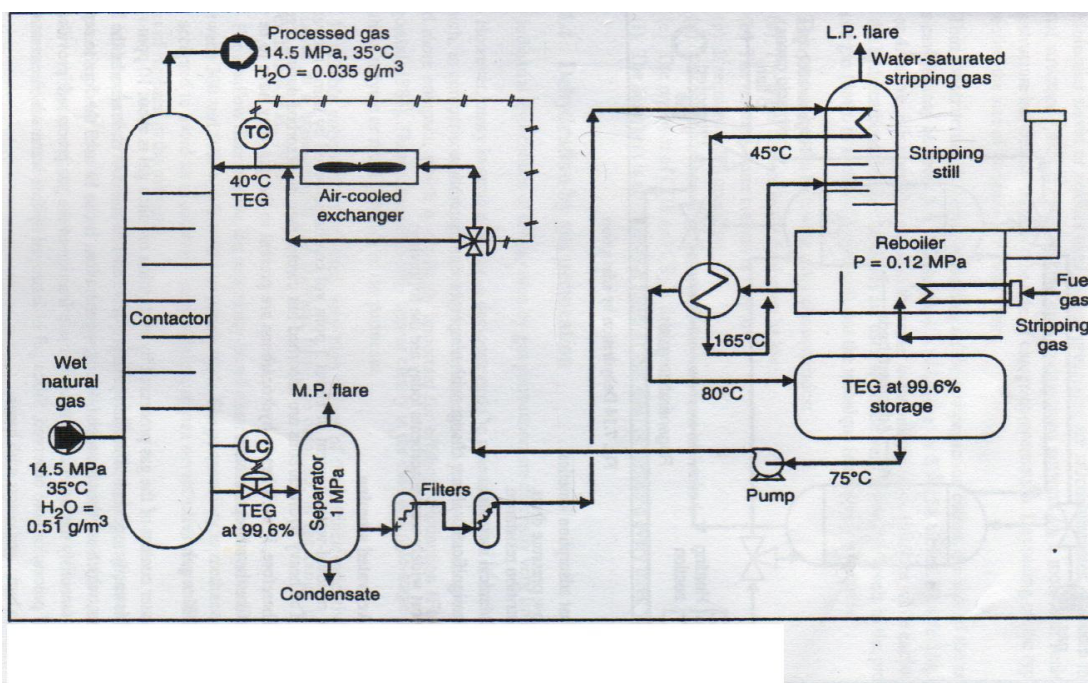 Processed gas
14.5 MPa, 35°C
H₂O = 0.035 g/m³
TC
40°C
TEG
Air-cooled
exchanger
Contactor
Wet
natural
gas
14.5 MPa
35°C
H₂O =
0.51 g/m³
LC
TEG
at 99.6%
M.P. flare
Separator
1 MPa
Condensate
Filters
L.P. flare
Water-saturated
stripping gas
45°C
Stripping
still
Reboiler
P = 0.12 MPa
Fue
gas
Stripping
gas
165°C
80°C
TEG at 99.6%
storage
Pump
75°C